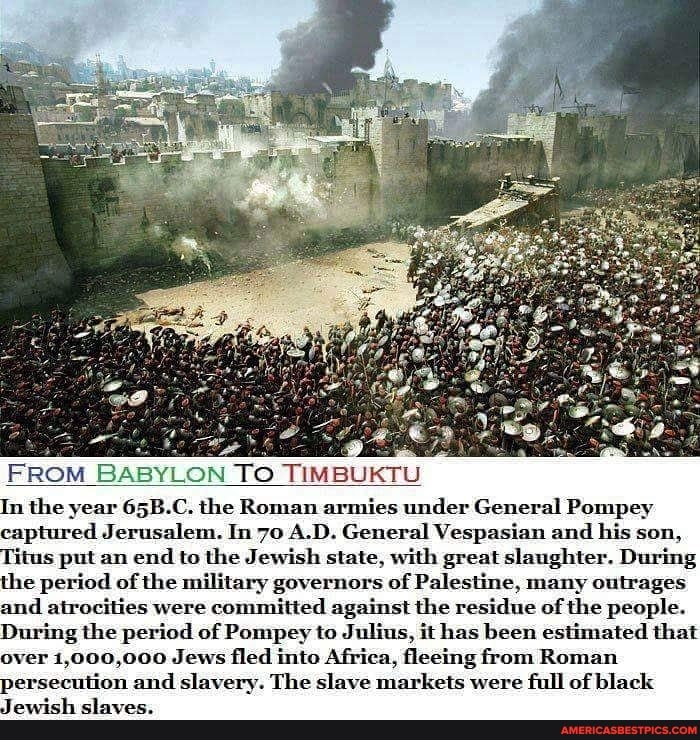 FROM BABYLON TO TIMBUKTU
In the year 65B.C. the Roman armies under General Pompey
captured Jerusalem. In 70 A.D. General Vespasian and his son,
Titus put an end to the Jewish state, with great slaughter. During
the period of the military governors of Palestine, many outrages
and atrocities were committed against the residue of the people.
During the period of Pompey to Julius, it has been estimated that
over 1,000,000 Jews fled into Africa, fleeing from Roman
persecution and slavery. The slave markets were full of black
Jewish slaves.
AMERICASBESTPICS.COM